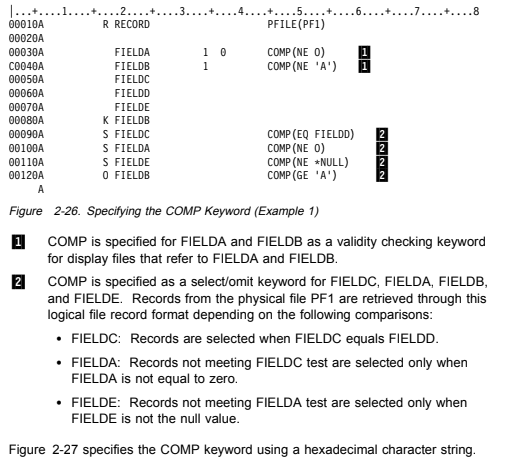 |...+....1....+....2....+....3....+....4....+....5....+....6....+....7....+....8
00010A R RECORD PFILE(PF1)
00020A
00030A FIELDA 1 0 COMP(NE O) 1
C0040A FIELDB 1 COMP(NE 'A') 1
00050A FIELDC
00060A FIELDD
00070A FIELDE
00080A K FIELDB
00090A S FIELDC COMP(EQ FIELDD) 2
00100A S FIELDA COMP(NE O) 2
00110A S FIELDE COMP(NE *NULL) 2
00120A O FIELDB COMP(GE 'A') 2
A
Figure 2-26. Specifying the COMP Keyword (Example 1)
1 COMP is specified for FIELDA and FIELDB as a validity checking keyword
for display files that refer to FIELDA and FIELDB.
2 COMP is specified as a select/omit keyword for FIELDC, FIELDA, FIELDB,
and FIELDE. Records from the physical file PF1 are retrieved through this
logical file record format depending on the following comparisons:
• FIELDC: Records are selected when FIELDC equals FIELDD.
• FIELDA: Records not meeting FIELDC test are selected only when
FIELDA is not equal to zero.
• FIELDE: Records not meeting FIELDA test are selected only when
FIELDE is not the null value.
Figure 2-27 specifies the COMP keyword using a hexadecimal character string.